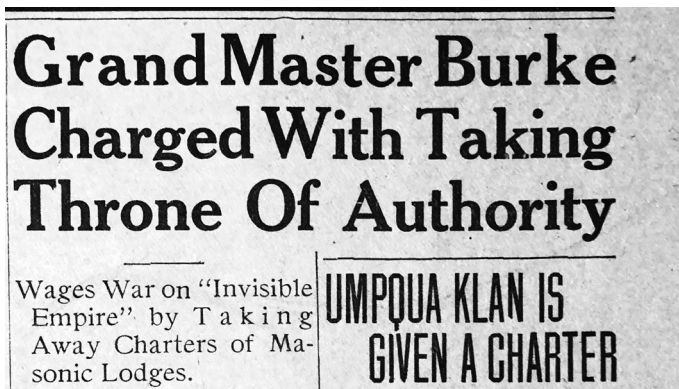 Grand Master Burke
Charged With Taking
Throne Of Authority
Wages War on "Invisible
Empire" by Taking
Away Charters of Ma-
sonic Lodges.
UMPQUA KLAN IS
GIVEN A CHARTER